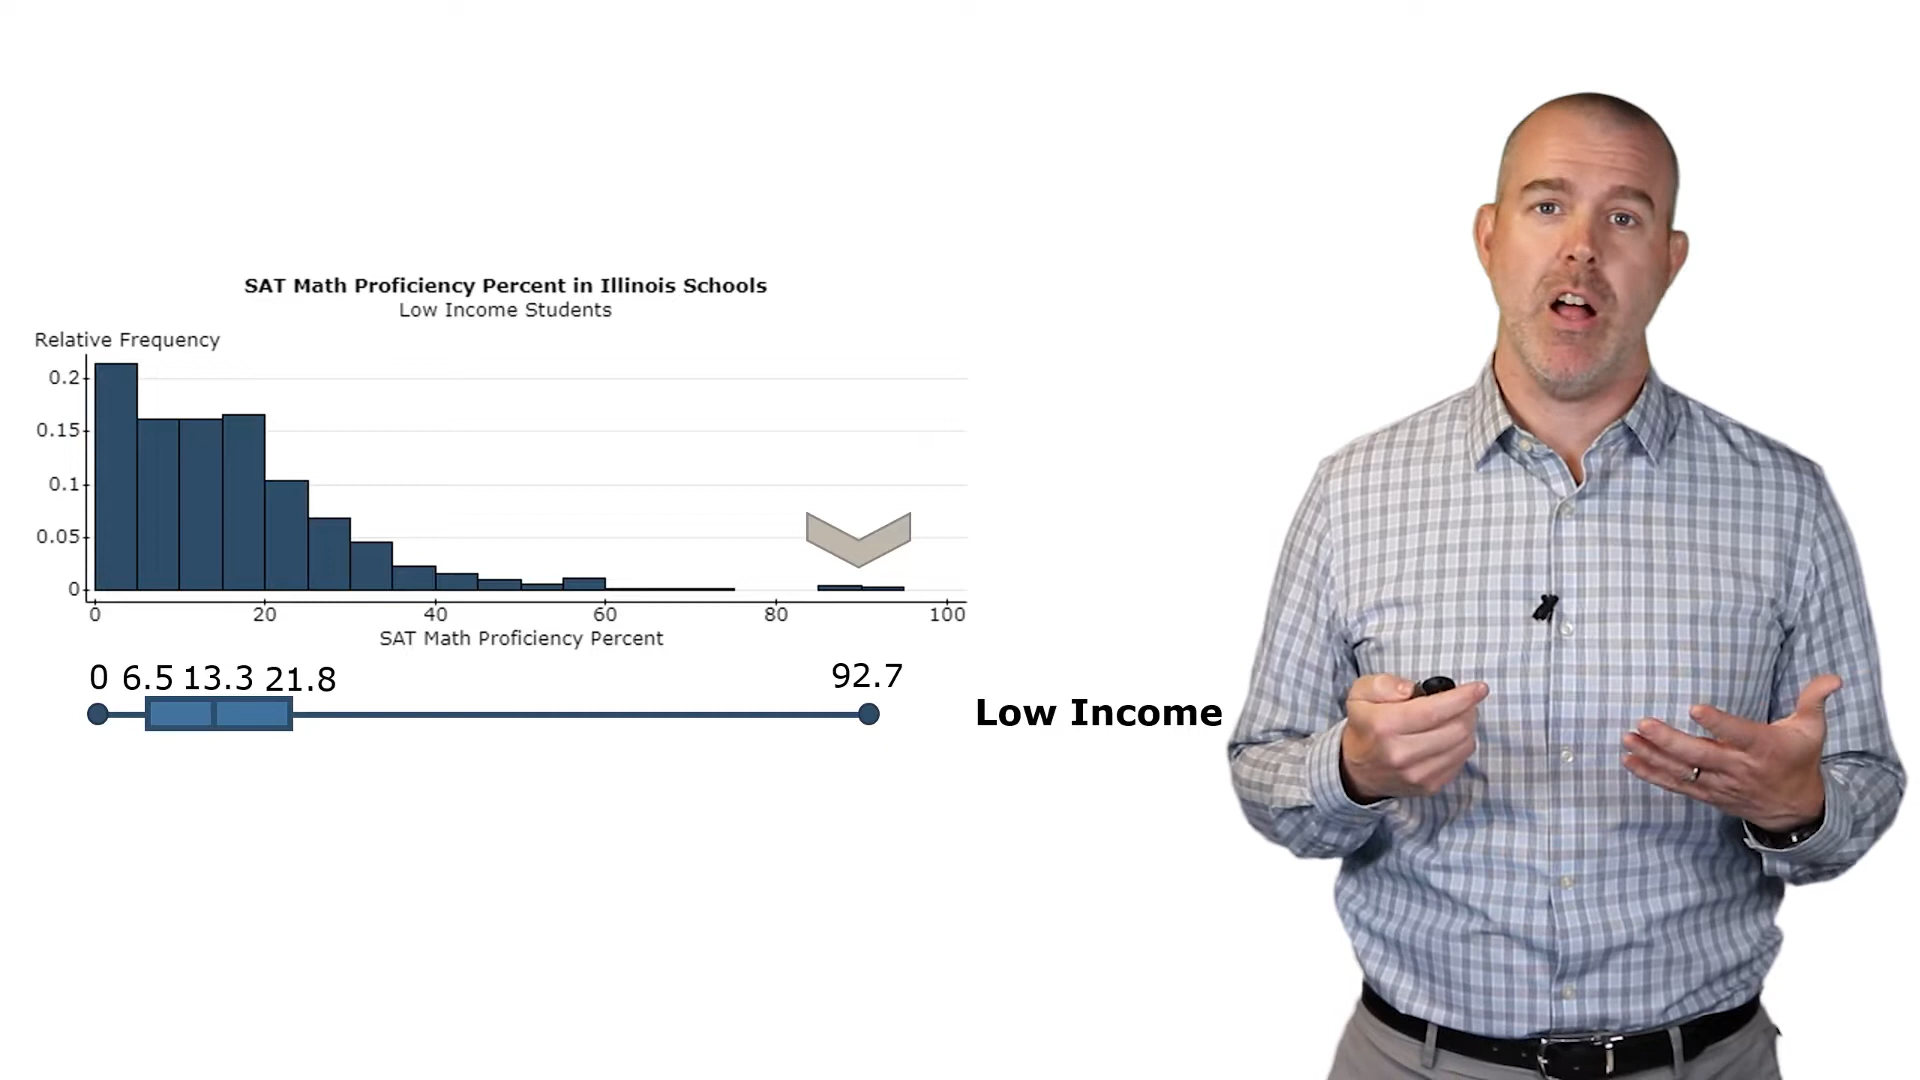 SAT Math Proficiency Percent in Illinois Schools
Low Income Students
Relative Frequency
0.2
0.15
0.1
0.05
0
0 20 40 60 80 100
SAT Math Proficiency Percent
0 6.5 13.3 21.8 92.7
Low Income